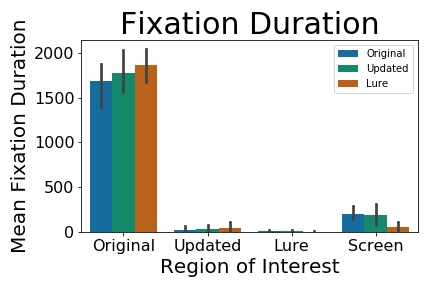 Fixation Duration
Mean Fixation Duration
2000
1500
1000
500
0
Original
Updated
Lure
Original
Updated
Lure
Screen
Region of Interest